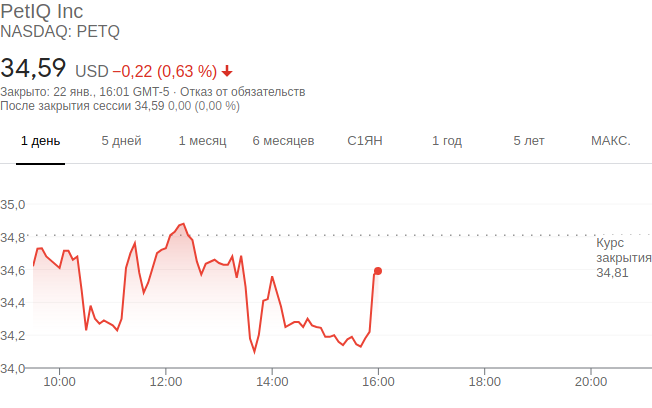 PetIQ Inc
NASDAQ: PETQ
34,59 USD −0,22 (0,63 %)
Закрыто: 22 янв., 16:01 GMT-5 · Отказ от обязательств
После закрытия сессии 34,59 0,00 (0,00 %)
1 день 5 дней 1 месяц 6 месяцев С1ЯН 1 год 5 лет МАКС.
35,0
34,8
Курс
закрытия
34,81
34,6
34,4
34,2
34,0
10:00 12:00 14:00 16:00 18:00 20:00